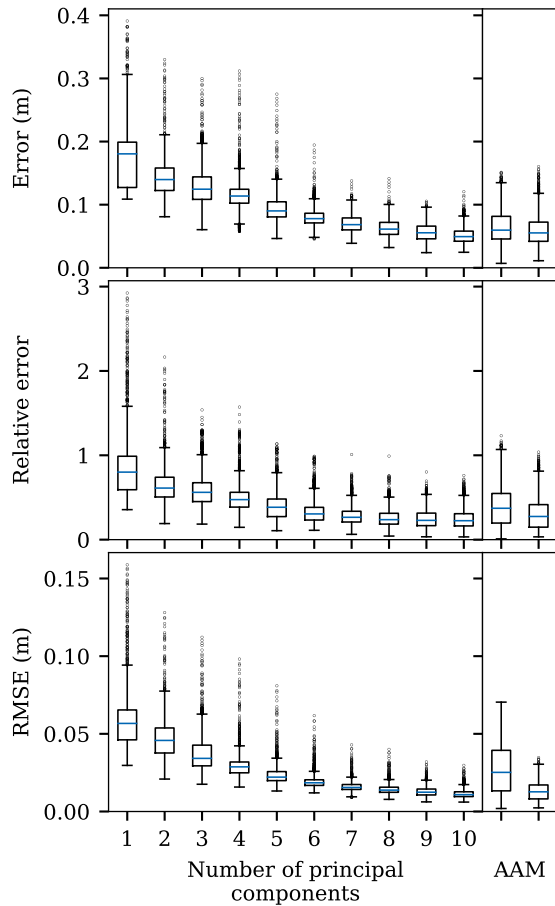 0.4
0.3
0.2
0.1
0.0
Error (m)
3
2
1
0
Relative error
0.15
0.10
0.05
0.00
RMSE (m)
1 2 3 4 5 6 7 8 9 10
Number of principal
components
AAM